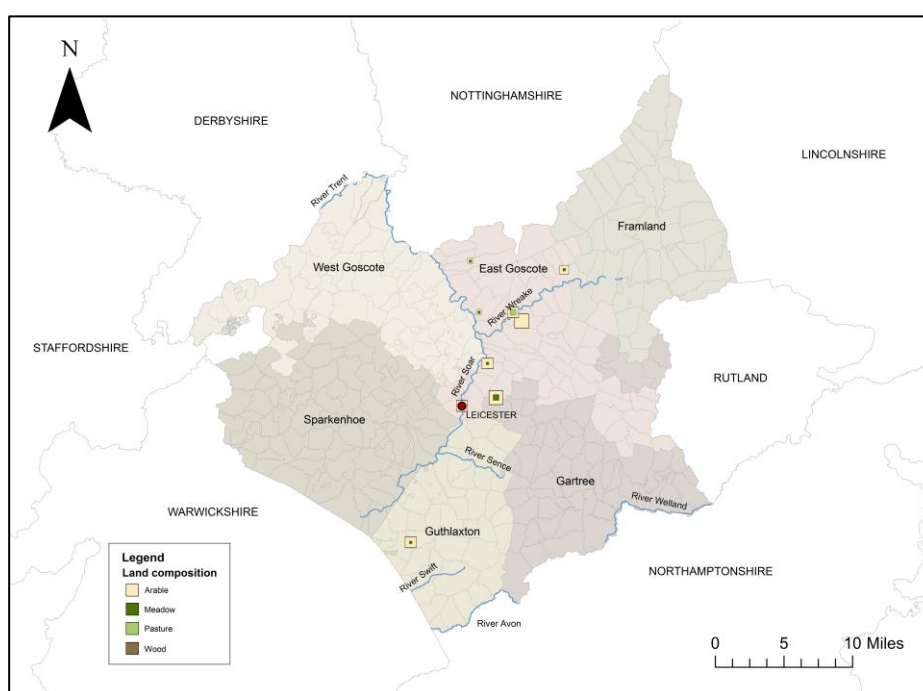 N
NOTTINGHAMSHIRE
DERBYSHIRE
LINCOLNSHIRE
River Trent
Framland
West Goscote
East Goscote
River Wreake
STAFFORDSHIRE
River Soar
RUTLAND
LEICESTER
Sparkenhoe
River Sence
Gartree
River Welland
WARWICKSHIRE
Guthlaxton
Legend
Land composition
Arable
Meadow
Pasture
Wood
River Swift
NORTHAMPTONSHIRE
River Avon
0 5 10 Miles